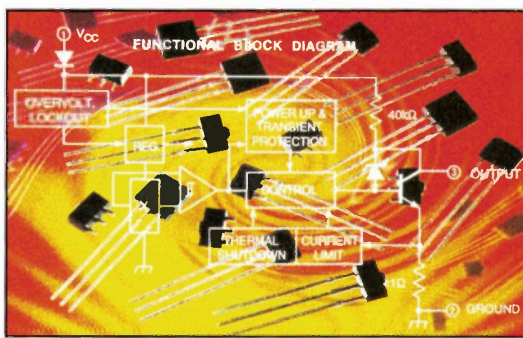 ① VCC
FUNCTIONAL BLOCK DIAGRAM
OVERVOLT.
LOCKOUT
POWER UP &
TRANSIENT
PROTECTION
40kΩ
REG
③ OUTPUT
CONTROL
THERMAL
SHUTDOWN
CURRENT
LIMIT
1Ω
② GROUND